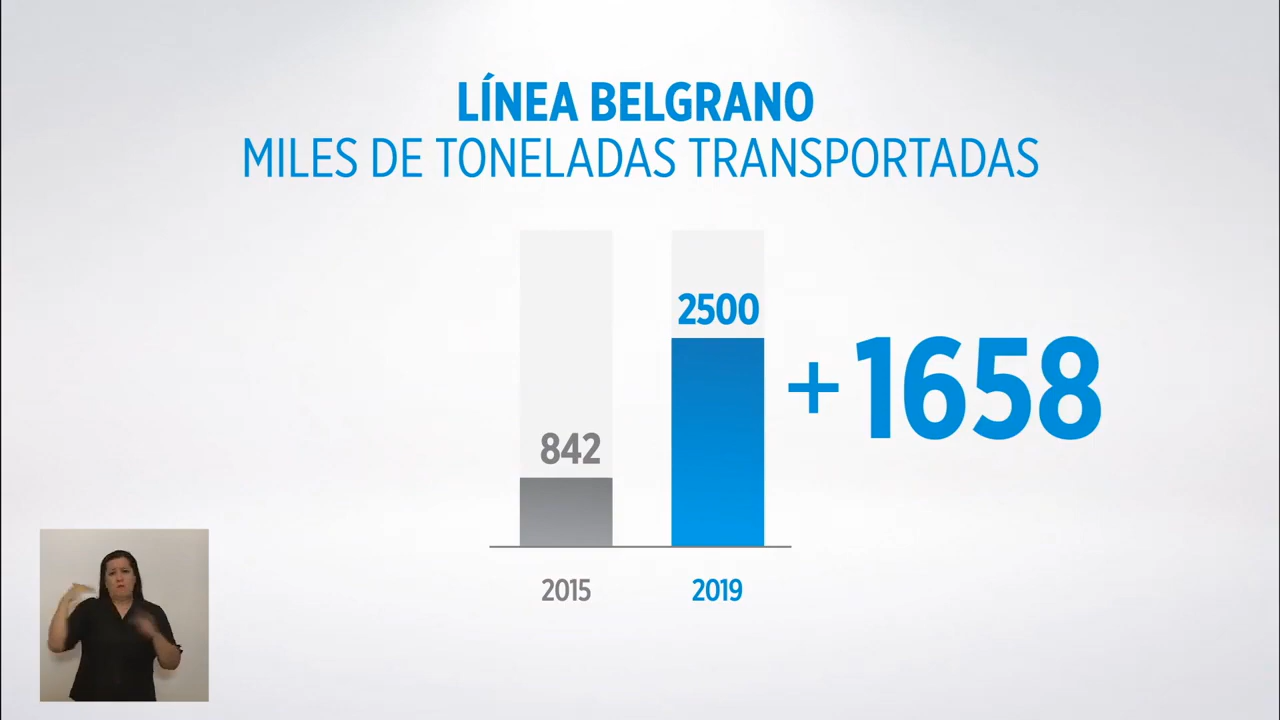 LÍNEA BELGRANO
MILES DE TONELADAS TRANSPORTADAS
2500
842
+1658
2015
2019